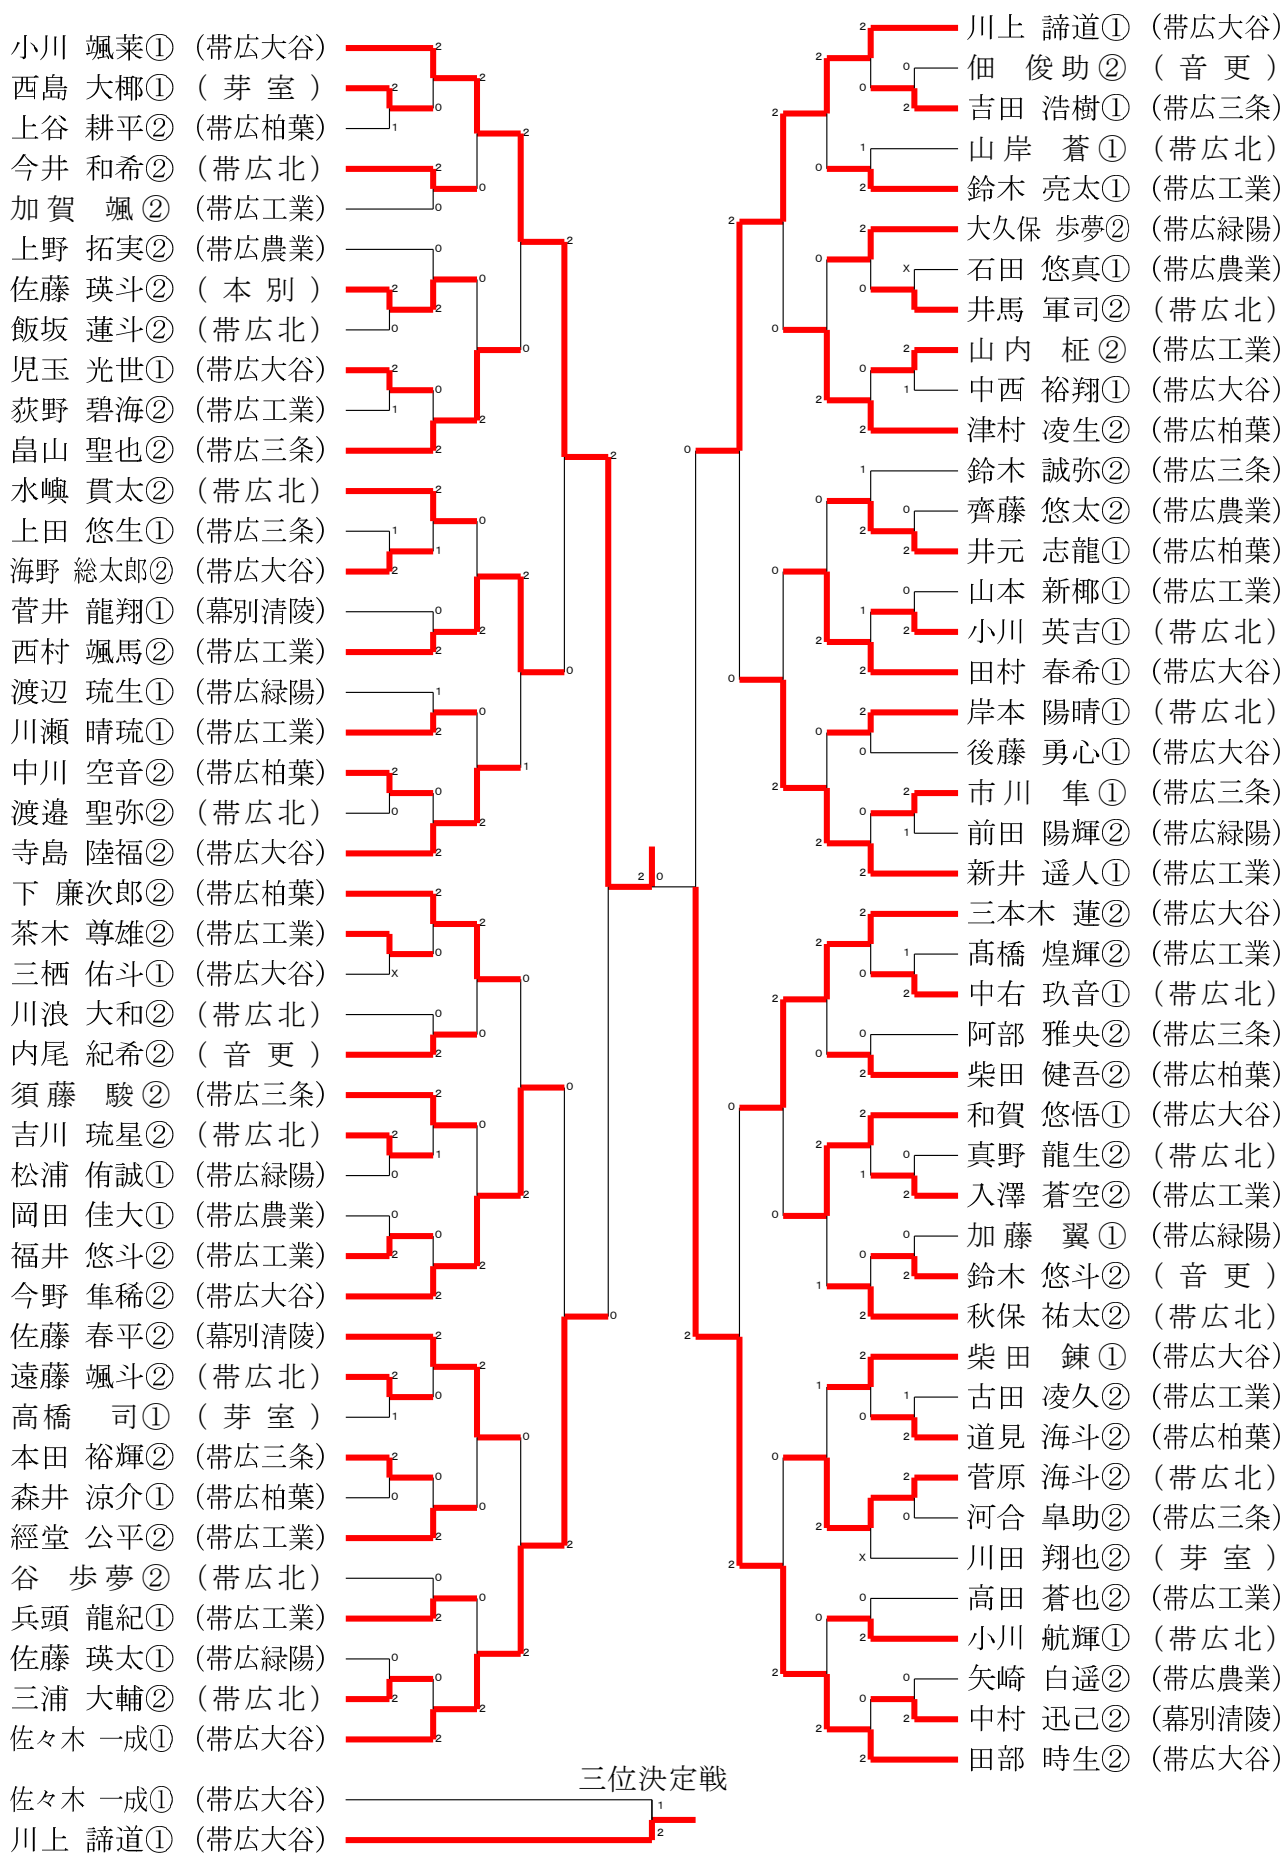 小川 颯菜① (帯広大谷)
西島 大椰① (芽室)
上谷 耕平② (帯広柏葉)
今井 和希② (帯広北)
加賀 颯② (帯広工業)
上野 拓実② (帯広農業)
佐藤 瑛斗② (本別)
飯坂 蓮斗② (帯広北)
児玉 光世① (帯広大谷)
荻野 碧海② (帯広工業)
畠山 聖也② (帯広三条)
水嶼 貫太② (帯広北)
上田 悠生① (帯広三条)
海野 総太郎② (帯広大谷)
菅井 龍翔① (幕別清陵)
西村 颯馬② (帯広工業)
渡辺 琉生① (帯広緑陽)
川瀬 晴琉① (帯広工業)
中川 空音② (帯広柏葉)
渡邉 聖弥② (帯広北)
寺島 陸福② (帯広大谷)
下 廉次郎② (帯広柏葉)
茶木 尊雄② (帯広工業)
三栖 佑斗① (帯広大谷)
川浪 大和② (帯広北)
内尾 紀希② (音更)
須藤 駿② (帯広三条)
吉川 琉星② (帯広北)
松浦 侑誠① (帯広緑陽)
岡田 佳大① (帯広農業)
福井 悠斗② (帯広工業)
今野 隼稀② (帯広大谷)
佐藤 春平② (幕別清陵)
遠藤 颯斗② (帯広北)
高橋 司① (芽室)
本田 裕輝② (帯広三条)
森井 涼介① (帯広柏葉)
經堂 公平② (帯広工業)
谷 歩夢② (帯広北)
兵頭 龍紀① (帯広工業)
佐藤 瑛太① (帯広緑陽)
三浦 大輔② (帯広北)
佐々木 一成① (帯広大谷)
川上 諦道① (帯広大谷)
佃 俊助② (音更)
吉田 浩樹① (帯広三条)
山岸 蒼① (帯広北)
鈴木 亮太① (帯広工業)
大久保 歩夢② (帯広緑陽)
石田 悠真① (帯広農業)
井馬 軍司② (帯広北)
山内 柾② (帯広工業)
中西 裕翔① (帯広大谷)
津村 凌生② (帯広柏葉)
鈴木 誠弥② (帯広三条)
齊藤 悠太② (帯広農業)
井元 志龍① (帯広柏葉)
山本 新椰① (帯広工業)
小川 英吉① (帯広北)
田村 春希① (帯広大谷)
岸本 陽晴① (帯広北)
後藤 勇心① (帯広大谷)
市川 隼① (帯広三条)
前田 陽輝② (帯広緑陽)
新井 遥人① (帯広工業)
三本木 蓮② (帯広大谷)
髙橋 煌輝② (帯広工業)
中右 玖音① (帯広北)
阿部 雅央② (帯広三条)
柴田 健吾② (帯広柏葉)
和賀 悠悟① (帯広大谷)
真野 龍生② (帯広北)
入澤 蒼空② (帯広工業)
加藤 翼① (帯広緑陽)
鈴木 悠斗② (音更)
秋保 祐太② (帯広北)
柴田 錬① (帯広大谷)
古田 凌久② (帯広工業)
道見 海斗② (帯広柏葉)
菅原 海斗② (帯広北)
河合 皐助② (帯広三条)
川田 翔也② (芽室)
高田 蒼也② (帯広工業)
小川 航輝① (帯広北)
矢崎 白遥② (帯広農業)
中村 迅己② (幕別清陵)
田部 時生② (帯広大谷)
三位決定戦
佐々木 一成① (帯広大谷) 1
川上 諦道① (帯広大谷) 2